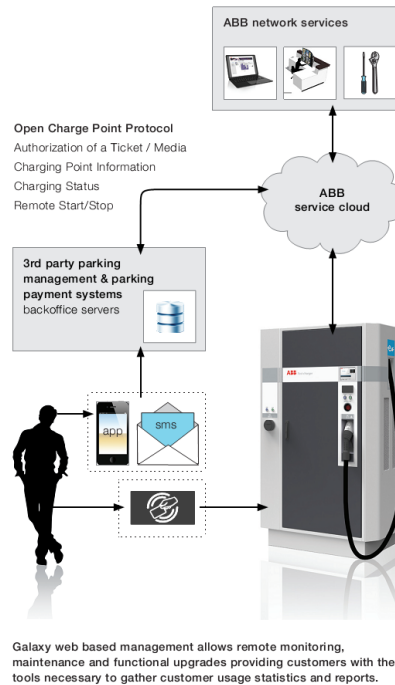 ABB network services
Open Charge Point Protocol
Authorization of a Ticket / Media
Charging Point Information
Charging Status
Remote Start/Stop
ABB
service cloud
3rd party parking
management & parking
payment systems
backoffice servers
ABB
app
sms
Galaxy web based management allows remote monitoring,
maintenance and functional upgrades providing customers with the
tools necessary to gather customer usage statistics and reports.